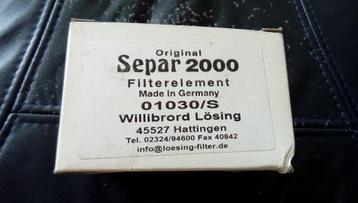 Original
Separ 2000
Filterelement
Made in Germany
01030/S
Willibrord Lösing
45527 Hattingen
Tel. 02324/94600 Fax 40842
info@loesing-filter.de